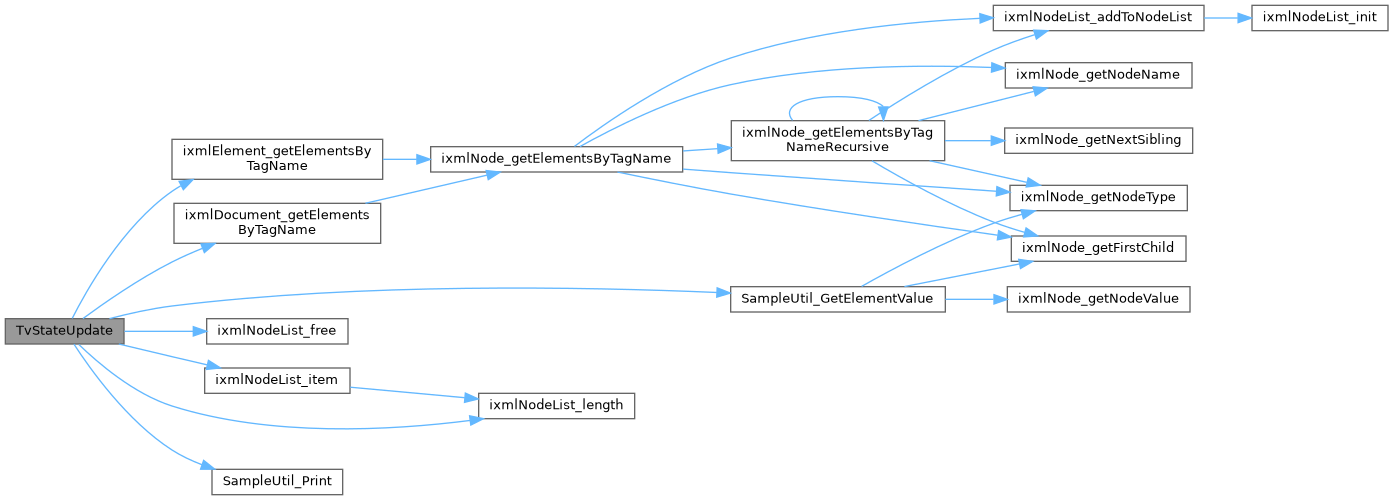 ixmlNodeList_addToNodeList
ixmlNodeList_init
ixmlNode_getNodeName
ixmlNode_getElementsByTag
NameRecursive
ixmlNode_getNextSibling
ixmlElement_getElementsBy
TagName
ixmlNode_getElementsByTagName
ixmlNode_getNodeType
ixmlDocument_getElements
ByTagName
ixmlNode_getFirstChild
SampleUtil_GetElementValue
ixmlNode_getNodeValue
TvStateUpdate
ixmlNodeList_free
ixmlNodeList_item
ixmlNodeList_length
SampleUtil_Print